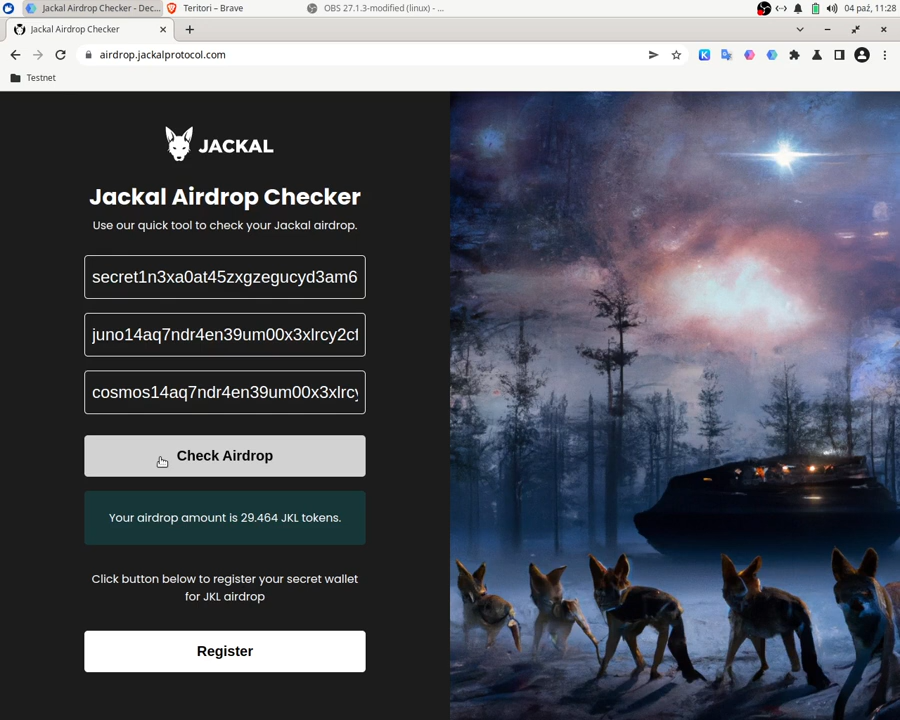 Jackal Airdrop Checker - Dec...
Teritori – Brave
OBS 27.1.3-modified (linux) - ...
04 paź, 11:28
Jackal Airdrop Checker
airdrop.jackalprotocol.com
Testnet
JACKAL
Jackal Airdrop Checker
Use our quick tool to check your Jackal airdrop.
secret1n3xa0at45zxgzegucyd3am6
juno14aq7ndr4en39um00x3xlrcy2cf
cosmos14aq7ndr4en39um00x3xlrcy
Check Airdrop
Your airdrop amount is 29.464 JKL tokens.
Click button below to register your secret wallet
for JKL airdrop
Register